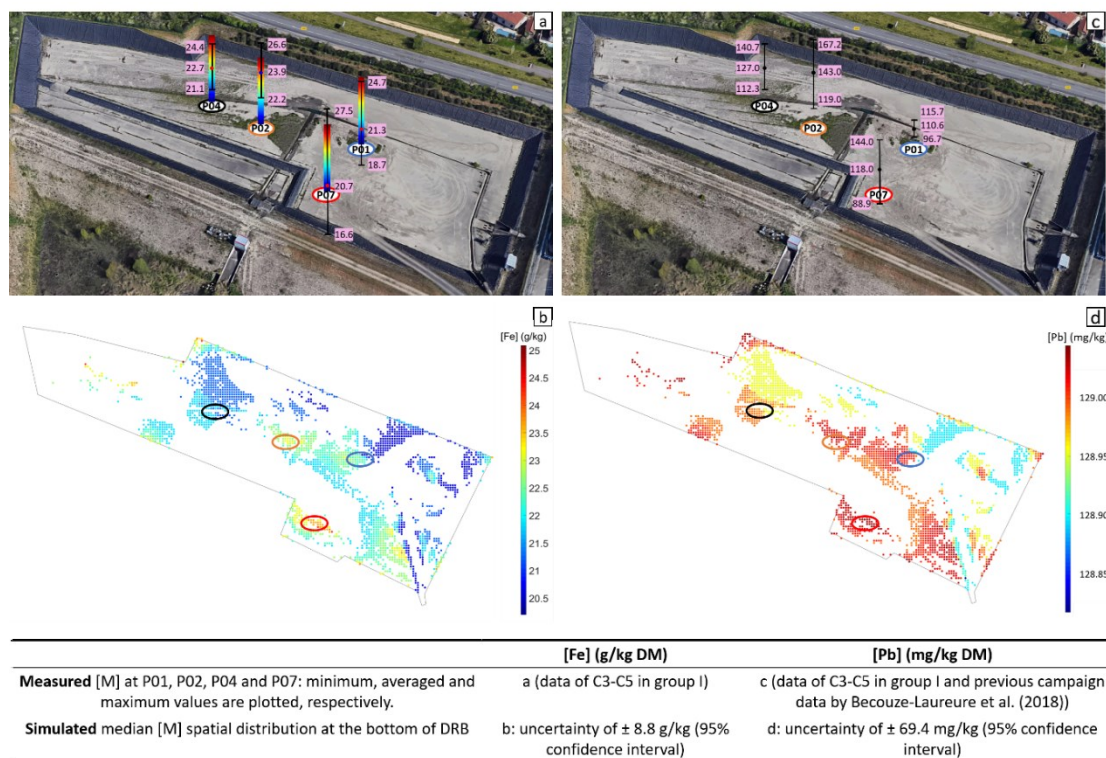 a
24.4
22.7
21.1
P04
26.6
23.9
22.2
P02
24.7
21.3
18.7
P01
27.5
20.7
16.6
P07
c
140.7
127.0
112.3
P04
167.2
143.0
119.0
P02
115.7
110.6
96.7
P01
144.0
118.0
88.9
P07
b
[Fe] (g/kg)
25
24.5
24
23.5
23
22.5
22
21.5
21
20.5
d
[Pb] (mg/kg)
129.00
128.95
128.90
128.85
[Fe] (g/kg DM) [Pb] (mg/kg DM)
Measured [M] at P01, P02, P04 and P07: minimum, averaged and
maximum values are plotted, respectively.
a (data of C3-C5 in group I)
c (data of C3-C5 in group I and previous campaign
data by Becouze-Laureure et al. (2018))
Simulated median [M] spatial distribution at the bottom of DRB
b: uncertainty of ± 8.8 g/kg (95%
confidence interval)
d: uncertainty of ± 69.4 mg/kg (95% confidence
interval)